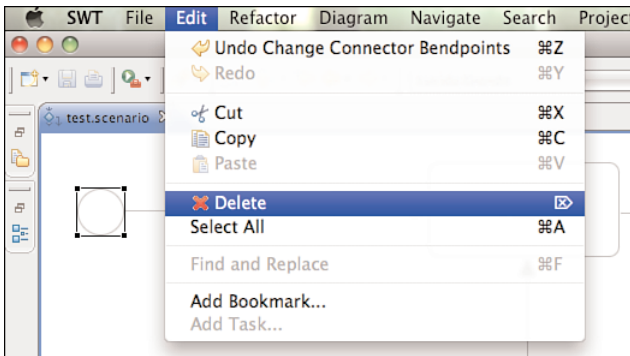 SWT File Edit Refactor Diagram Navigate Search Project
Undo Change Connector Bendpoints ⌘Z
Redo ⌘Y
Cut ⌘X
test.scenario
Copy ⌘C
Paste ⌘V
Delete ⌦
Select All ⌘A
Find and Replace ⌘F
Add Bookmark...
Add Task...